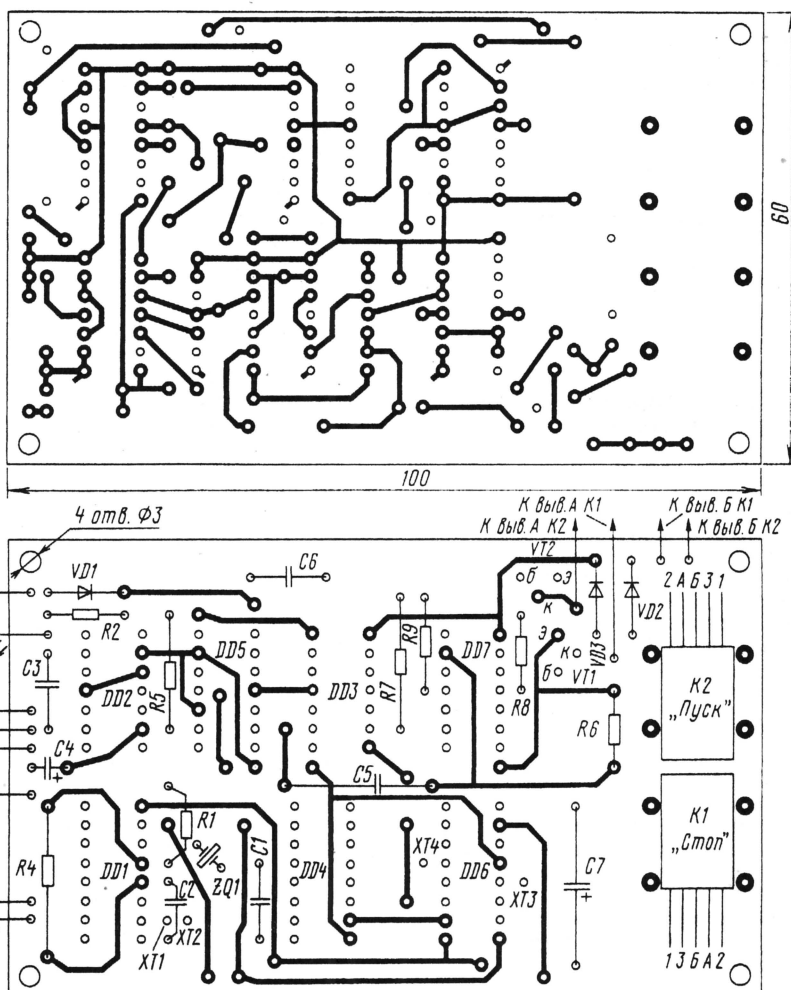 60
100
4 отв. Ф3
К выв. А К1
К выв. Б К1
К выв. А К2
К выв. Б К2
VT2
VD1
C6
б
э
2 А Б 3 1
R2
к
VD2
C3
DD2
R5
DD5
DD3
R7
R9
DD7
R8
э
к
VD3
б
VT1
К2
„Пуск"
R6
C4
+
C5
R4
DD1
R1
C2
ZQ1
C1
DD4
XT4
DD6
C7
+
К1
„Стоп"
XT3
XT1
XT2
1 3 Б А 2